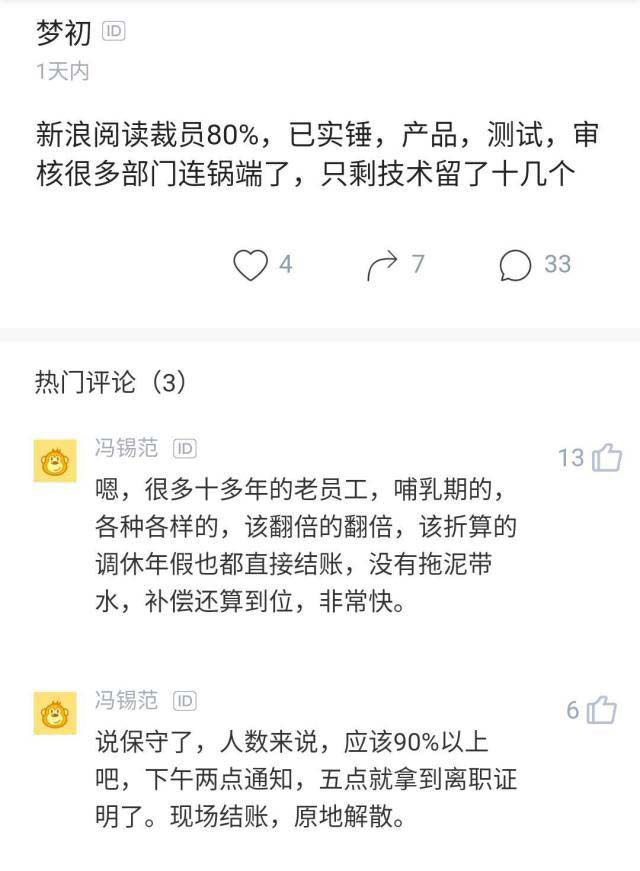 梦初 ID
1天内
新浪阅读裁员80%，已实锤，产品，测试，审
核很多部门连锅端了，只剩技术留了十几个
4 7 33
热门评论（3）
冯锡范 ID 13
嗯，很多十多年的老员工，哺乳期的，
各种各样的，该翻倍的翻倍，该折算的
调休年假也都直接结账，没有拖泥带
水，补偿还算到位，非常快。
冯锡范 ID 6
说保守了，人数来说，应该90%以上
吧，下午两点通知，五点就拿到离职证
明了。现场结账，原地解散。